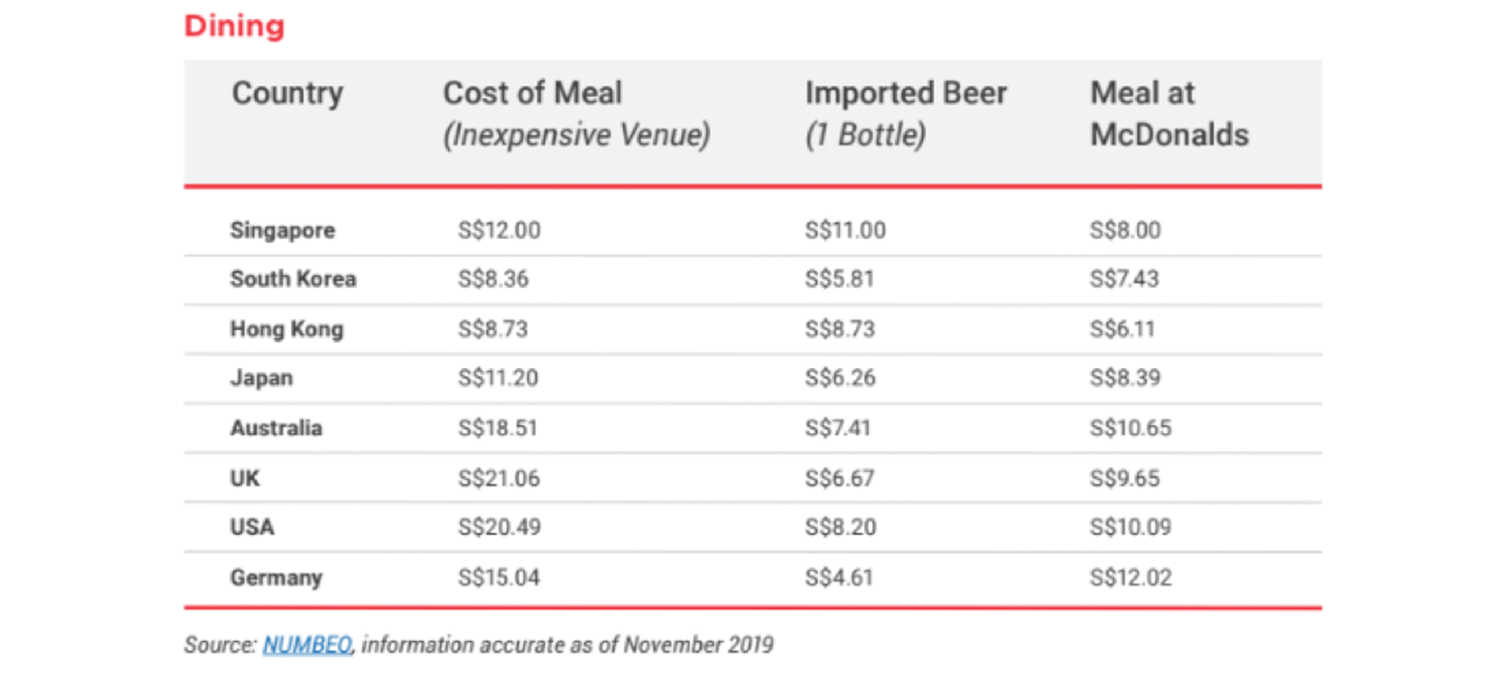 Dining
Country Cost of Meal Imported Beer Meal at
(Inexpensive Venue) (1 Bottle) McDonalds
Singapore S$12.00 S$11.00 S$8.00
South Korea S$8.36 S$5.81 S$7.43
Hong Kong S$8.73 S$8.73 S$6.11
Japan S$11.20 S$6.26 S$8.39
Australia S$18.51 S$7.41 S$10.65
UK S$21.06 S$6.67 S$9.65
USA S$20.49 S$8.20 S$10.09
Germany S$15.04 S$4.61 S$12.02
Source: NUMBEO, information accurate as of November 2019